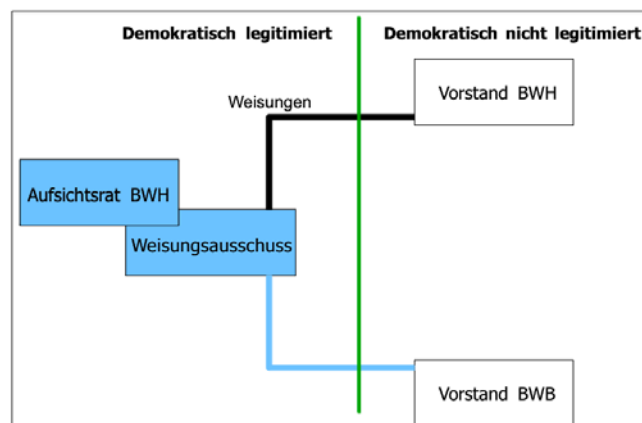 Demokratisch legitimiert
Demokratisch nicht legitimiert
Weisungen
Vorstand BWH
Aufsichtsrat BWH
Weisungsausschuss
Vorstand BWB